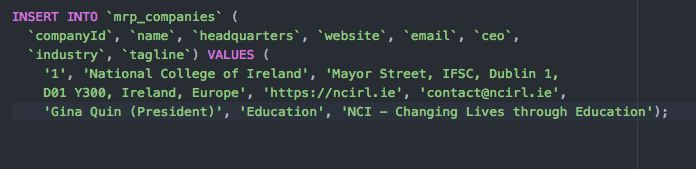 INSERT INTO `mrp_companies` (
`companyId`, `name`, `headquarters`, `website`, `email`, `ceo`,
`industry`, `tagline`) VALUES (
'1', 'National College of Ireland', 'Mayor Street, IFSC, Dublin 1,
D01 Y300, Ireland, Europe', 'https://ncirl.ie', 'contact@ncirl.ie',
'Gina Quin (President)', 'Education', 'NCI – Changing Lives through Education');